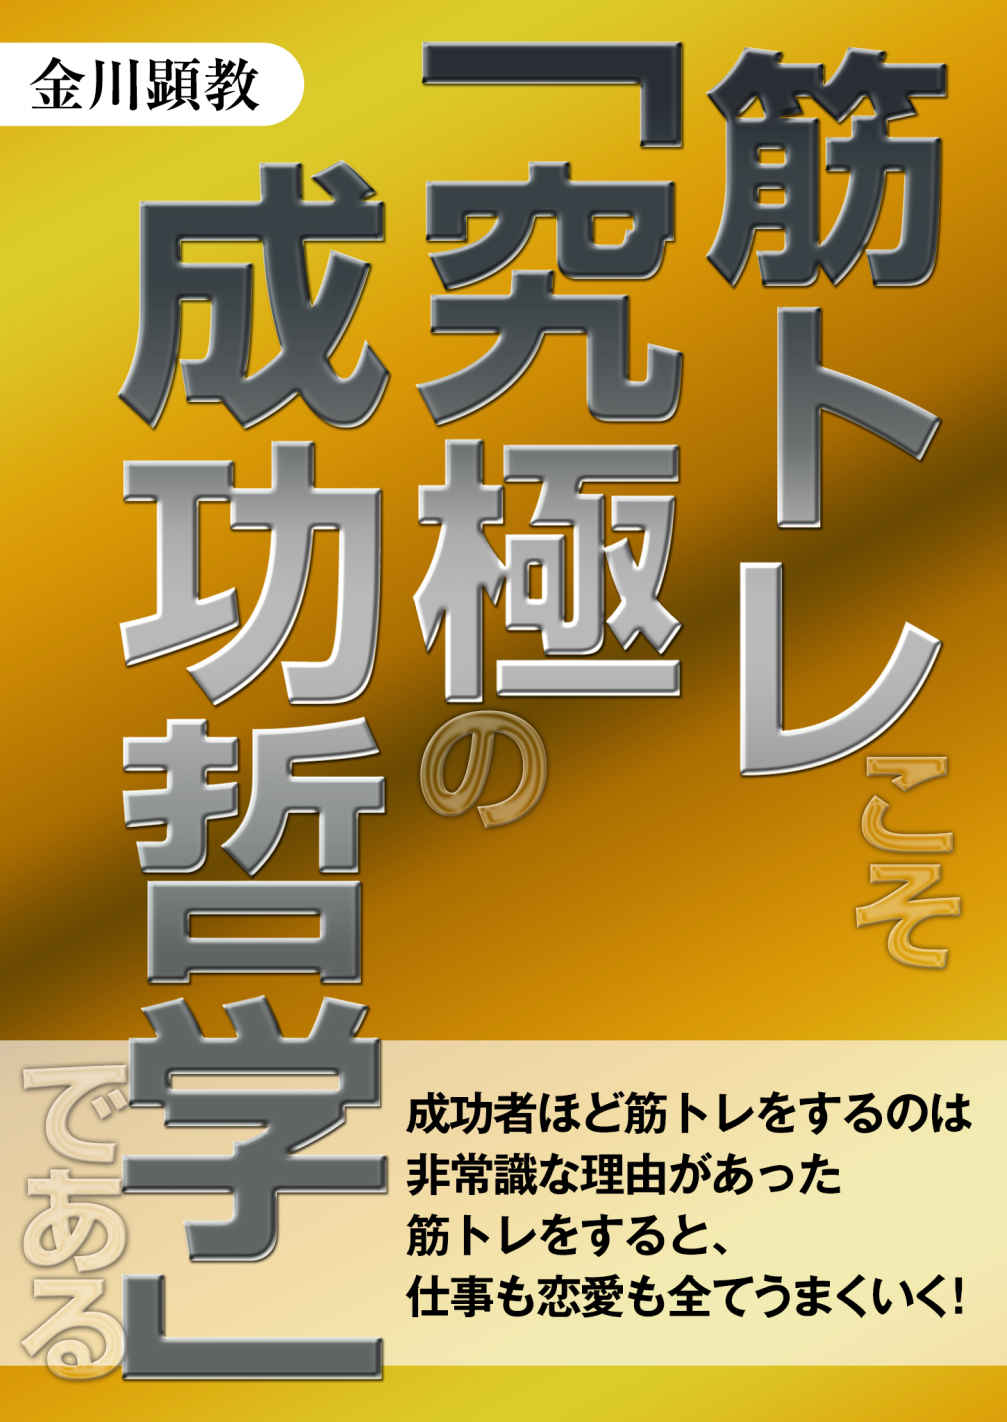 金川顕教
筋トレこそ
「究極の
成功哲学」
である
成功者ほど筋トレをするのは
非常識な理由があった
筋トレをすると、
仕事も恋愛も全てうまくいく!